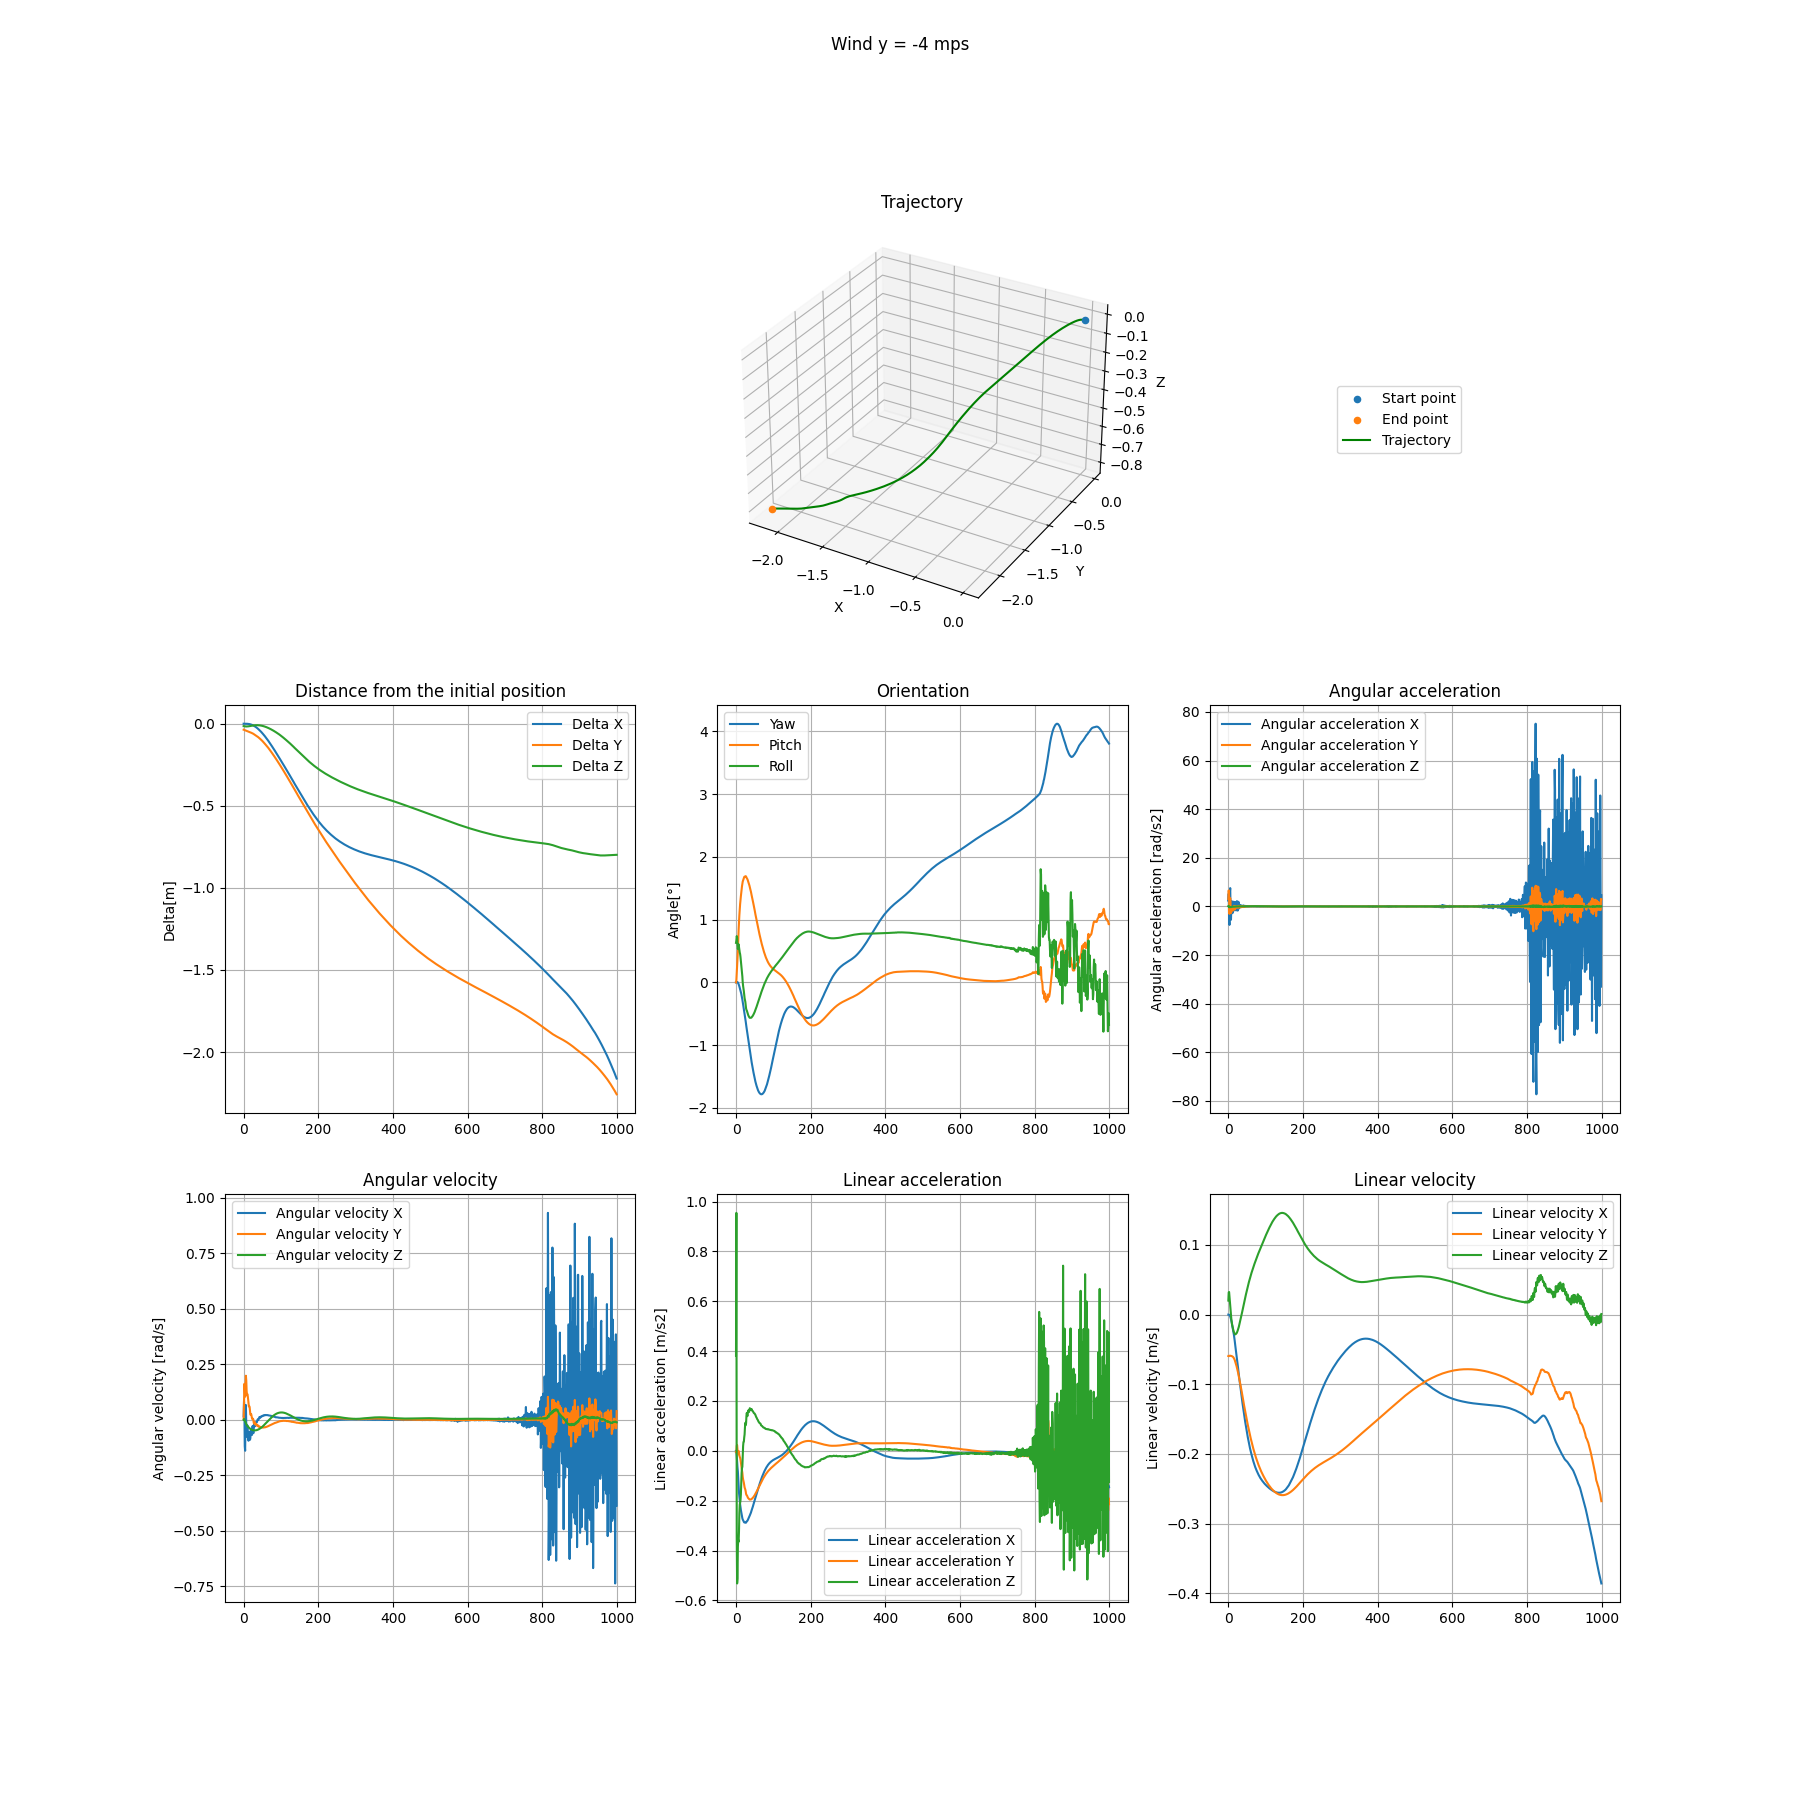 Wind y = -4 mps
Trajectory
0.0
−0.1
−0.2
−0.3
−0.4
−0.5
−0.6
−0.7
−0.8
Z
0.0
−0.5
−1.0
−1.5
−2.0
Y
−2.0
−1.5
−1.0
−0.5
0.0
X
Start point
End point
Trajectory
Distance from the initial position
Delta[m]
0.0
−0.5
−1.0
−1.5
−2.0
Delta X
Delta Y
Delta Z
0 200 400 600 800 1000
Orientation
Angle[°]
4
3
2
1
0
−1
−2
Yaw
Pitch
Roll
0 200 400 600 800 1000
Angular acceleration
Angular acceleration [rad/s2]
80
60
40
20
0
−20
−40
−60
−80
Angular acceleration X
Angular acceleration Y
Angular acceleration Z
0 200 400 600 800 1000
Angular velocity
Angular velocity [rad/s]
1.00
0.75
0.50
0.25
0.00
−0.25
−0.50
−0.75
Angular velocity X
Angular velocity Y
Angular velocity Z
0 200 400 600 800 1000
Linear acceleration
Linear acceleration [m/s2]
1.0
0.8
0.6
0.4
0.2
0.0
−0.2
−0.4
−0.6
Linear acceleration X
Linear acceleration Y
Linear acceleration Z
0 200 400 600 800 1000
Linear velocity
Linear velocity [m/s]
0.1
0.0
−0.1
−0.2
−0.3
−0.4
Linear velocity X
Linear velocity Y
Linear velocity Z
0 200 400 600 800 1000